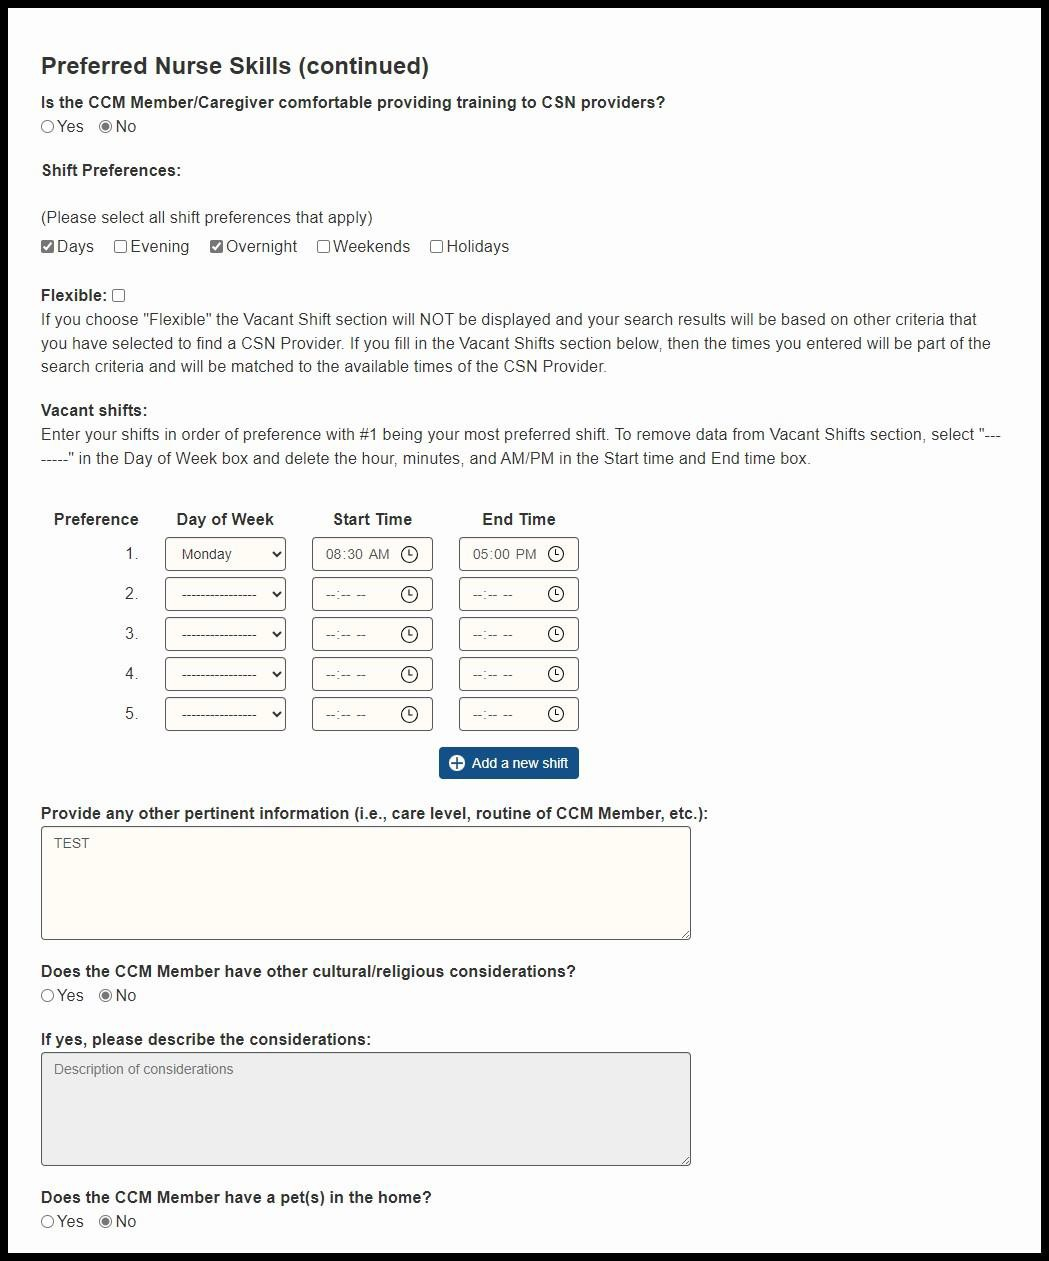 Preferred Nurse Skills (continued)
Is the CCM Member/Caregiver comfortable providing training to CSN providers?
Yes No
Shift Preferences:
(Please select all shift preferences that apply)
Days Evening Overnight Weekends Holidays
Flexible:
If you choose "Flexible" the Vacant Shift section will NOT be displayed and your search results will be based on other criteria that
you have selected to find a CSN Provider. If you fill in the Vacant Shifts section below, then the times you entered will be part of the
search criteria and will be matched to the available times of the CSN Provider.
Vacant shifts:
Enter your shifts in order of preference with #1 being your most preferred shift. To remove data from Vacant Shifts section, select "---
-----" in the Day of Week box and delete the hour, minutes, and AM/PM in the Start time and End time box.
Preference Day of Week Start Time End Time
1. Monday 08:30 AM 05:00 PM
2. ---------------- --:-- -- --:-- --
3. ---------------- --:-- -- --:-- --
4. ---------------- --:-- -- --:-- --
5. ---------------- --:-- -- --:-- --
Add a new shift
Provide any other pertinent information (i.e., care level, routine of CCM Member, etc.):
TEST
Does the CCM Member have other cultural/religious considerations?
Yes No
If yes, please describe the considerations:
Description of considerations
Does the CCM Member have a pet(s) in the home?
Yes No